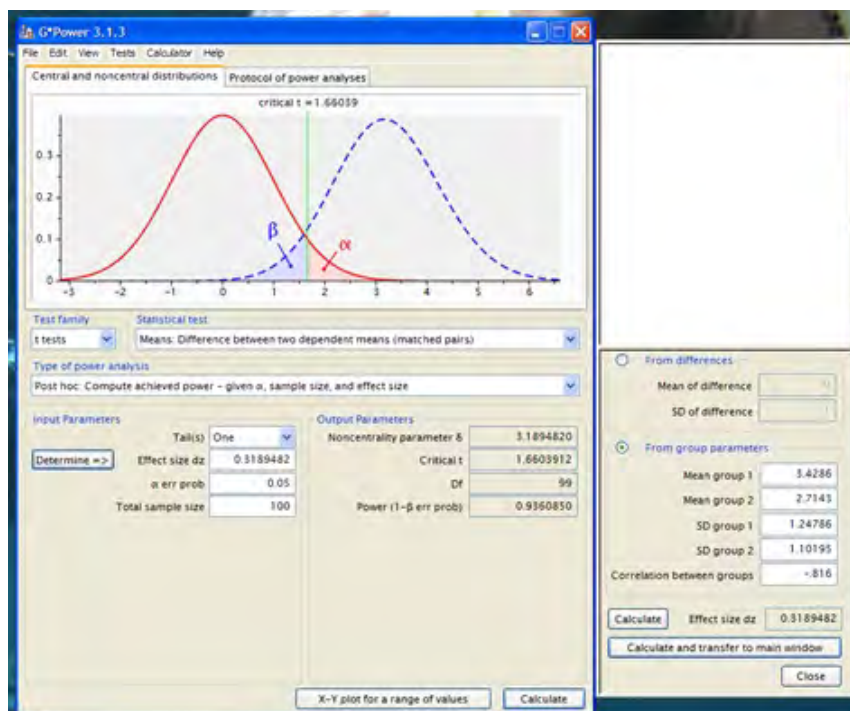 G*Power 3.1.3
File Edit View Tests Calculator Help
Central and noncentral distributions Protocol of power analyses
critical t = 1.66039
0.3
0.2
0.1
0
β
α
-3 -2 -1 0 1 2 3 4 5 6
Test family Statistical test
t tests Means: Difference between two dependent means (matched pairs)
Type of power analysis
Post hoc: Compute achieved power – given α, sample size, and effect size
Input Parameters Output Parameters
Tail(s) One Noncentrality parameter δ 3.1894820
Determine => Effect size dz 0.3189482 Critical t 1.6603912
α err prob 0.05 Df 99
Total sample size 100 Power (1-β err prob) 0.9360850
X-Y plot for a range of values Calculate
From differences
Mean of difference
SD of difference
From group parameters
Mean group 1 3.4286
Mean group 2 2.7143
SD group 1 1.24786
SD group 2 1.10195
Correlation between groups -.816
Calculate Effect size dz 0.3189482
Calculate and transfer to main window
Close